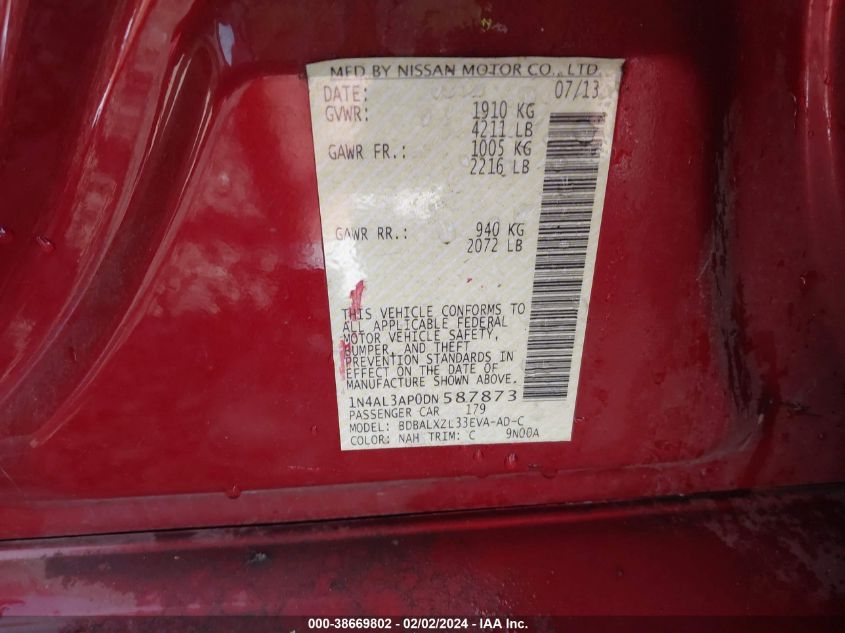 MFD BY NISSAN MOTOR CO., LTD.
DATE: 07/13
GVWR: 1910 KG
4211 LB
GAWR FR.: 1005 KG
2216 LB
GAWR RR.: 940 KG
2072 LB
THIS VEHICLE CONFORMS TO
ALL APPLICABLE FEDERAL
MOTOR VEHICLE SAFETY,
BUMPER, AND THEFT
PREVENTION STANDARDS IN
EFFECT ON THE DATE OF
MANUFACTURE SHOWN ABOVE.
1N4AL3AP0DN587873
PASSENGER CAR 179
MODEL: BDBALXZL33EVA-AD-C
COLOR: NAH TRIM: C 9N00A
000-38669802 - 02/02/2024 - IAA Inc.